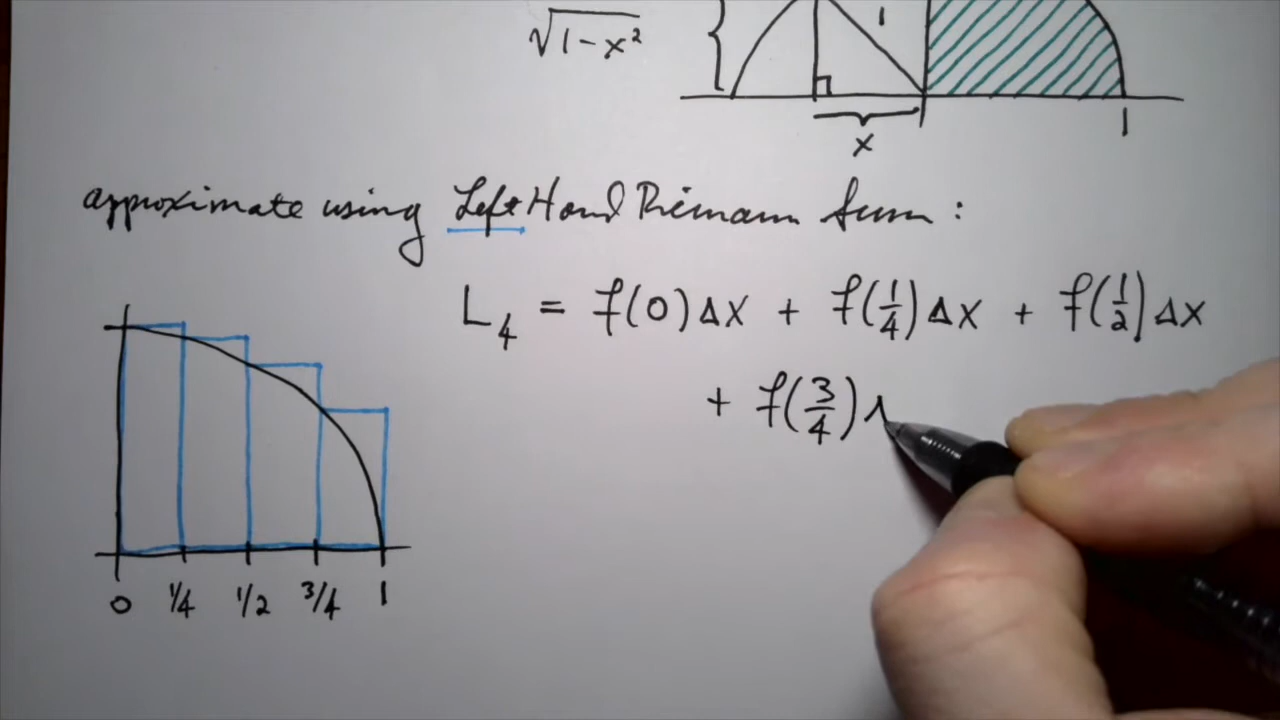 √1-x²
1
x
1
approximate using Left Hand Riemann Sum :
L₄ = f(0)Δx + f(1/4)Δx + f(1/2)Δx
+ f(3/4)
0 1/4 1/2 3/4 1